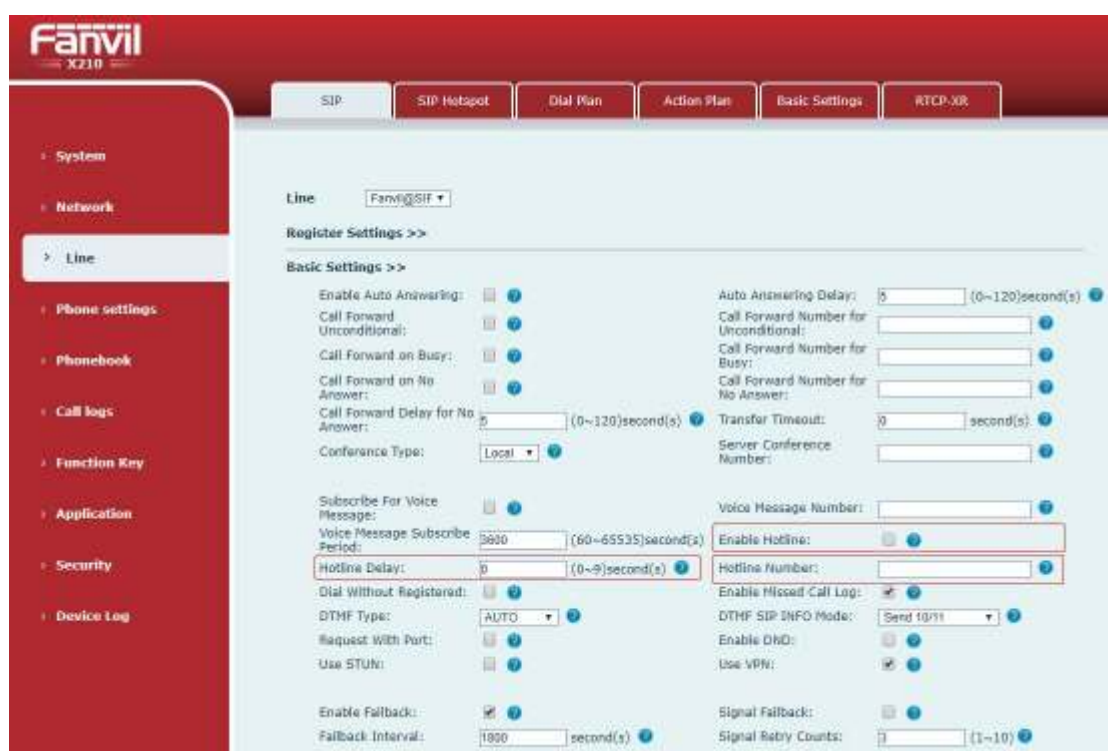 Fanvil
X210
SIP
SIP Hotspot
Dial Plan
Action Plan
Basic Settings
RTCP-XR
System
Network
Line
Phone settings
Phonebook
Call logs
Function Key
Application
Security
Device Log
Line Fanvil@SIF
Register Settings >>
Basic Settings >>
Enable Auto Answering: Auto Answering Delay: 5 (0~120)second(s)
Call Forward Unconditional: Call Forward Number for Unconditional:
Call Forward on Busy: Call Forward Number for Busy:
Call Forward on No Answer: Call Forward Number for No Answer:
Call Forward Delay for No Answer: 5 (0~120)second(s) Transfer Timeout: 0 second(s)
Conference Type: Local Server Conference Number:
Subscribe For Voice Message: Voice Message Number:
Voice Message Subscribe Period: 3600 (60~65535)second(s) Enable Hotline:
Hotline Delay: 0 (0~9)second(s) Hotline Number:
Dial Without Registered: Enable Missed Call Log:
DTMF Type: AUTO DTMF SIP INFO Mode: Send 10/11
Request With Port: Enable DND:
Use STUN: Use VPN:
Enable Failback: Signal Failback:
Failback Interval: 1800 second(s) Signal Retry Counts: 3 (1~10)